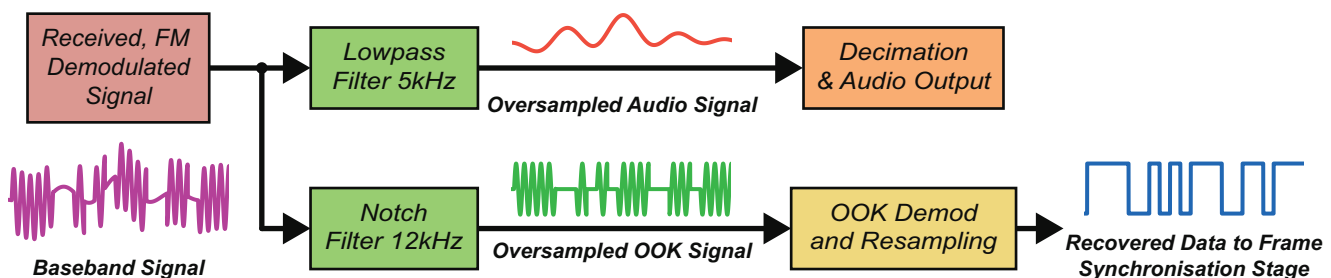 Received, FM
Demodulated
Signal
Lowpass
Filter 5kHz
Oversampled Audio Signal
Decimation
& Audio Output
Baseband Signal
Notch
Filter 12kHz
Oversampled OOK Signal
OOK Demod
and Resampling
Recovered Data to Frame
Synchronisation Stage